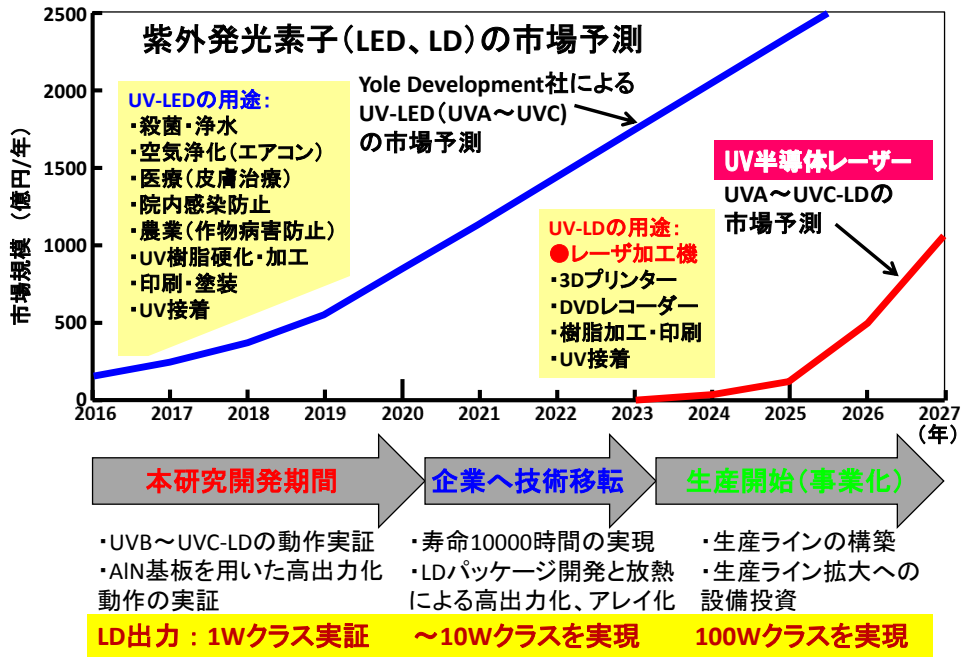 紫外発光素子（LED、LD）の市場予測
市場規模（億円/年）
2500
2000
1500
1000
500
0
UV-LEDの用途：
・殺菌・浄水
・空気浄化（エアコン）
・医療（皮膚治療）
・院内感染防止
・農業（作物病害防止）
・UV樹脂硬化・加工
・印刷・塗装
・UV接着
Yole Development社による
UV-LED（UVA～UVC)
の市場予測
UV半導体レーザー
UVA～UVC-LDの
市場予測
UV-LDの用途：
●レーザ加工機
・3Dプリンター
・DVDレコーダー
・樹脂加工・印刷
・UV接着
2016 2017 2018 2019 2020 2021 2022 2023 2024 2025 2026 2027
（年）
本研究開発期間
企業へ技術移転
生産開始（事業化）
・UVB～UVC-LDの動作実証
・AlN基板を用いた高出力化
動作の実証
・寿命10000時間の実現
・LDパッケージ開発と放熱
による高出力化、アレイ化
・生産ラインの構築
・生産ライン拡大への
設備投資
LD出力：1Wクラス実証
～10Wクラスを実現
100Wクラスを実現